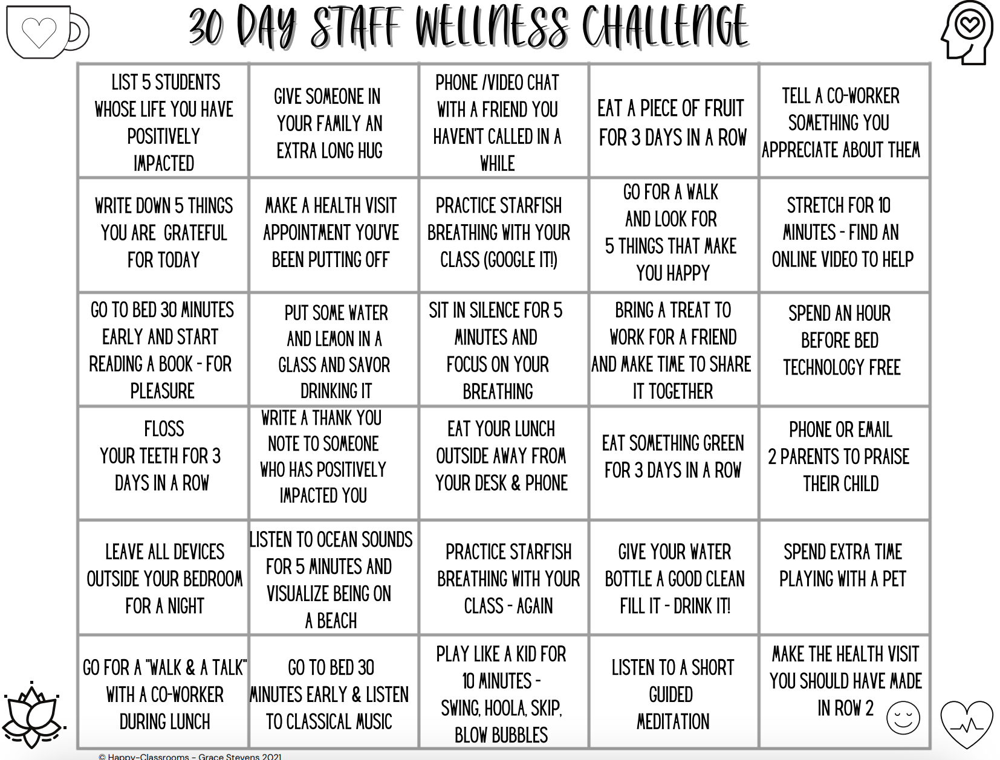 30 DAY STAFF WELLNESS CHALLENGE
LIST 5 STUDENTS
WHOSE LIFE YOU HAVE
POSITIVELY
IMPACTED
GIVE SOMEONE IN
YOUR FAMILY AN
EXTRA LONG HUG
PHONE /VIDEO CHAT
WITH A FRIEND YOU
HAVEN'T CALLED IN A
WHILE
EAT A PIECE OF FRUIT
FOR 3 DAYS IN A ROW
TELL A CO-WORKER
SOMETHING YOU
APPRECIATE ABOUT THEM
WRITE DOWN 5 THINGS
YOU ARE GRATEFUL
FOR TODAY
MAKE A HEALTH VISIT
APPOINTMENT YOU'VE
BEEN PUTTING OFF
PRACTICE STARFISH
BREATHING WITH YOUR
CLASS (GOOGLE IT!)
GO FOR A WALK
AND LOOK FOR
5 THINGS THAT MAKE
YOU HAPPY
STRETCH FOR 10
MINUTES - FIND AN
ONLINE VIDEO TO HELP
GO TO BED 30 MINUTES
EARLY AND START
READING A BOOK - FOR
PLEASURE
PUT SOME WATER
AND LEMON IN A
GLASS AND SAVOR
DRINKING IT
SIT IN SILENCE FOR 5
MINUTES AND
FOCUS ON YOUR
BREATHING
BRING A TREAT TO
WORK FOR A FRIEND
AND MAKE TIME TO SHARE
IT TOGETHER
SPEND AN HOUR
BEFORE BED
TECHNOLOGY FREE
FLOSS
YOUR TEETH FOR 3
DAYS IN A ROW
WRITE A THANK YOU
NOTE TO SOMEONE
WHO HAS POSITIVELY
IMPACTED YOU
EAT YOUR LUNCH
OUTSIDE AWAY FROM
YOUR DESK & PHONE
EAT SOMETHING GREEN
FOR 3 DAYS IN A ROW
PHONE OR EMAIL
2 PARENTS TO PRAISE
THEIR CHILD
LEAVE ALL DEVICES
OUTSIDE YOUR BEDROOM
FOR A NIGHT
LISTEN TO OCEAN SOUNDS
FOR 5 MINUTES AND
VISUALIZE BEING ON
A BEACH
PRACTICE STARFISH
BREATHING WITH YOUR
CLASS - AGAIN
GIVE YOUR WATER
BOTTLE A GOOD CLEAN
FILL IT - DRINK IT!
SPEND EXTRA TIME
PLAYING WITH A PET
GO FOR A "WALK & A TALK"
WITH A CO-WORKER
DURING LUNCH
GO TO BED 30
MINUTES EARLY & LISTEN
TO CLASSICAL MUSIC
PLAY LIKE A KID FOR
10 MINUTES -
SWING, HOOLA, SKIP,
BLOW BUBBLES
LISTEN TO A SHORT
GUIDED
MEDITATION
MAKE THE HEALTH VISIT
YOU SHOULD HAVE MADE
IN ROW 2
© Happy-Classrooms - Grace Stevens 2021